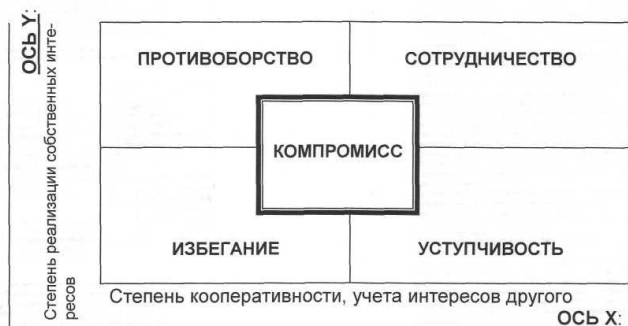 ОСЬ Y:
Степень реализации собственных инте-
ресов
ПРОТИВОБОРСТВО
СОТРУДНИЧЕСТВО
КОМПРОМИСС
ИЗБЕГАНИЕ
УСТУПЧИВОСТЬ
Степень кооперативности, учета интересов другого
ОСЬ X: